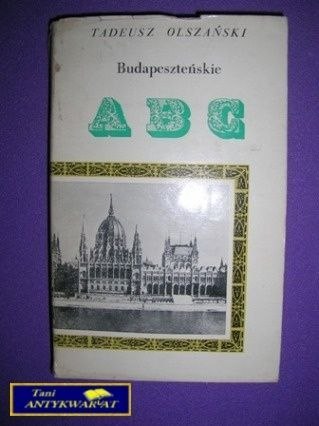 TADEUSZ OLSZAŃSKI
Budapeszteńskie
ABC
Tani
ANTYKWARIAT